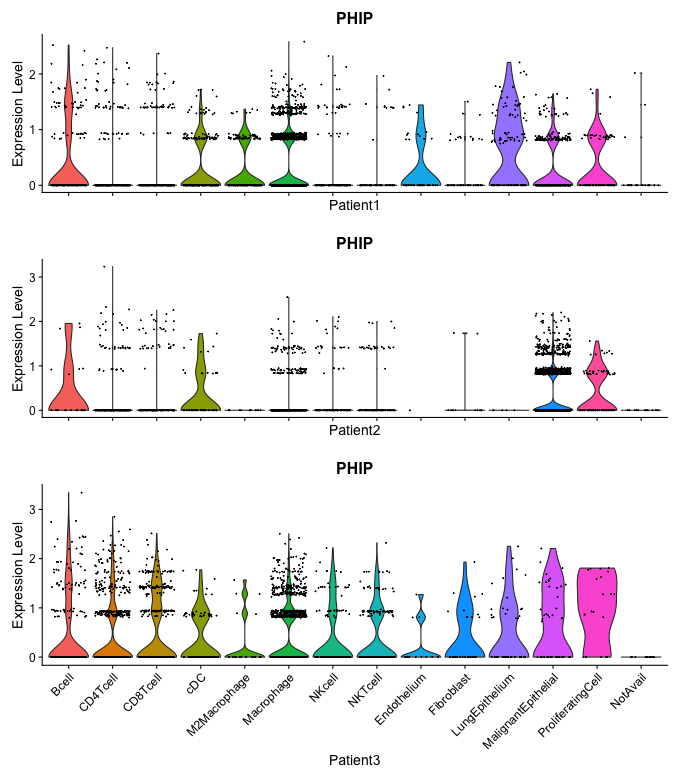 PHIP
Expression Level
2
1
0
Patient1
PHIP
Expression Level
3
2
1
0
Patient2
PHIP
Expression Level
3
2
1
0
Bcell
CD4Tcell
CD8Tcell
cDC
M2Macrophage
Macrophage
NKcell
NKTcell
Endothelium
Fibroblast
LungEpithelium
MalignantEpithelial
ProliferatingCell
NotAvail
Patient3